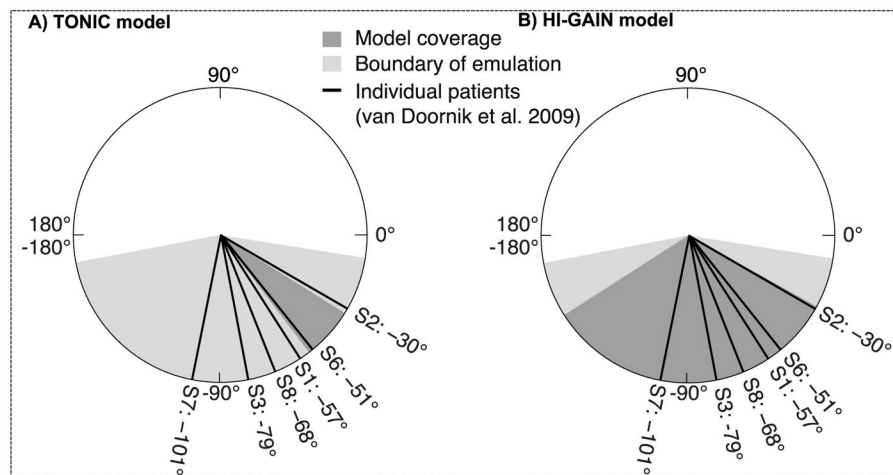 A) TONIC model
B) HI-GAIN model
Model coverage
Boundary of emulation
Individual patients
(van Doornik et al. 2009)
90°
180°
-180°
0°
-90°
S2: −30°
S6: −51°
S1: −57°
S8: −68°
S3: -79°
S7: −101°
90°
180°
-180°
0°
-90°
S2: −30°
S6: −51°
S1: −57°
S8: −68°
S3: -79°
S7: −101°